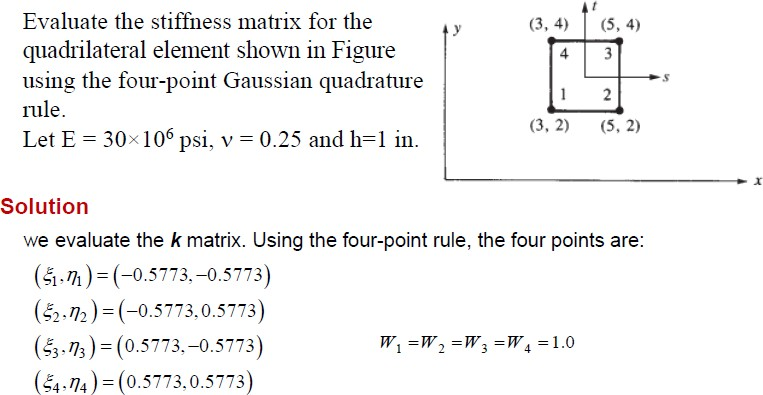 Evaluate the stiffness matrix for the
quadrilateral element shown in Figure
using the four-point Gaussian quadrature
rule.
Let E = 30×10⁶ psi, ν = 0.25 and h=1 in.
y
t
(3, 4) (5, 4)
4 3
s
1 2
(3, 2) (5, 2)
x
Solution
we evaluate the k matrix. Using the four-point rule, the four points are:
(ξ₁,η₁)=(−0.5773,−0.5773)
(ξ₂,η₂)=(−0.5773,0.5773)
(ξ₃,η₃)=(0.5773,−0.5773) W₁ =W₂ =W₃ =W₄ =1.0
(ξ₄,η₄)=(0.5773,0.5773)